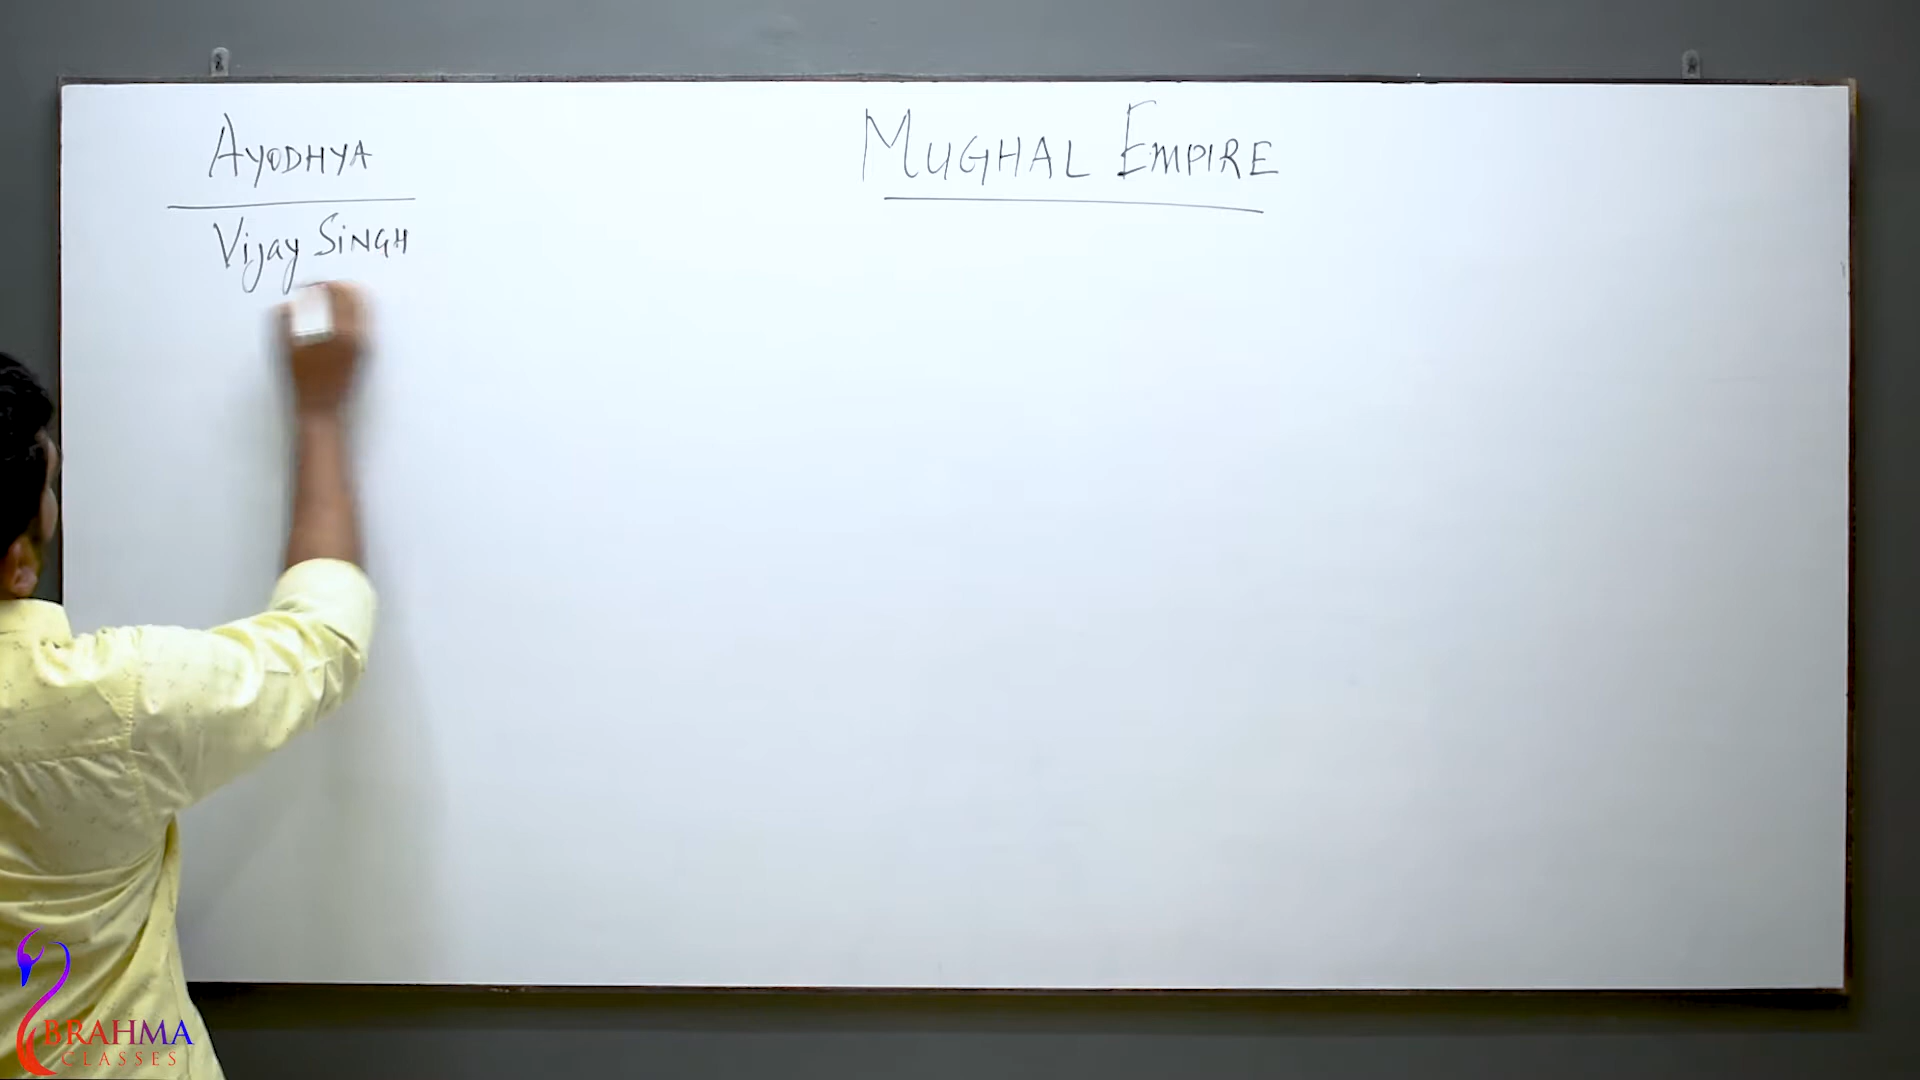 Ayodhya
Vijay Singh
Mughal Empire
BRAHMA
CLASSES